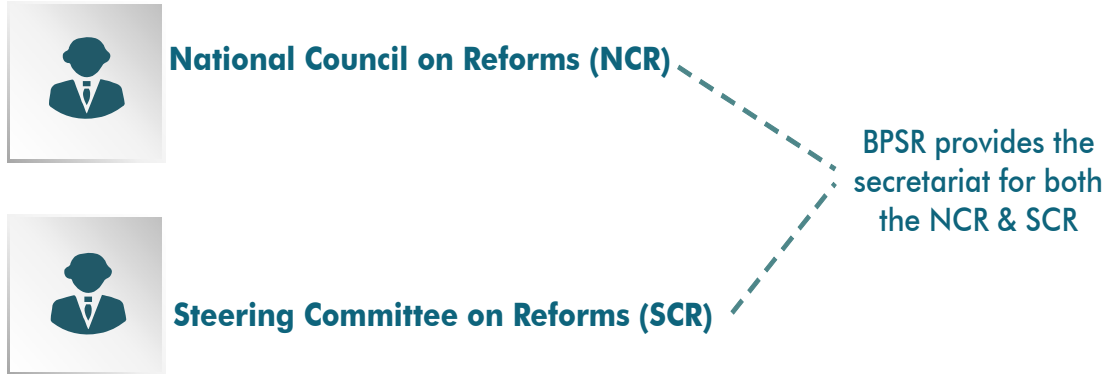 National Council on Reforms (NCR)
BPSR provides the
secretariat for both
the NCR & SCR
Steering Committee on Reforms (SCR)